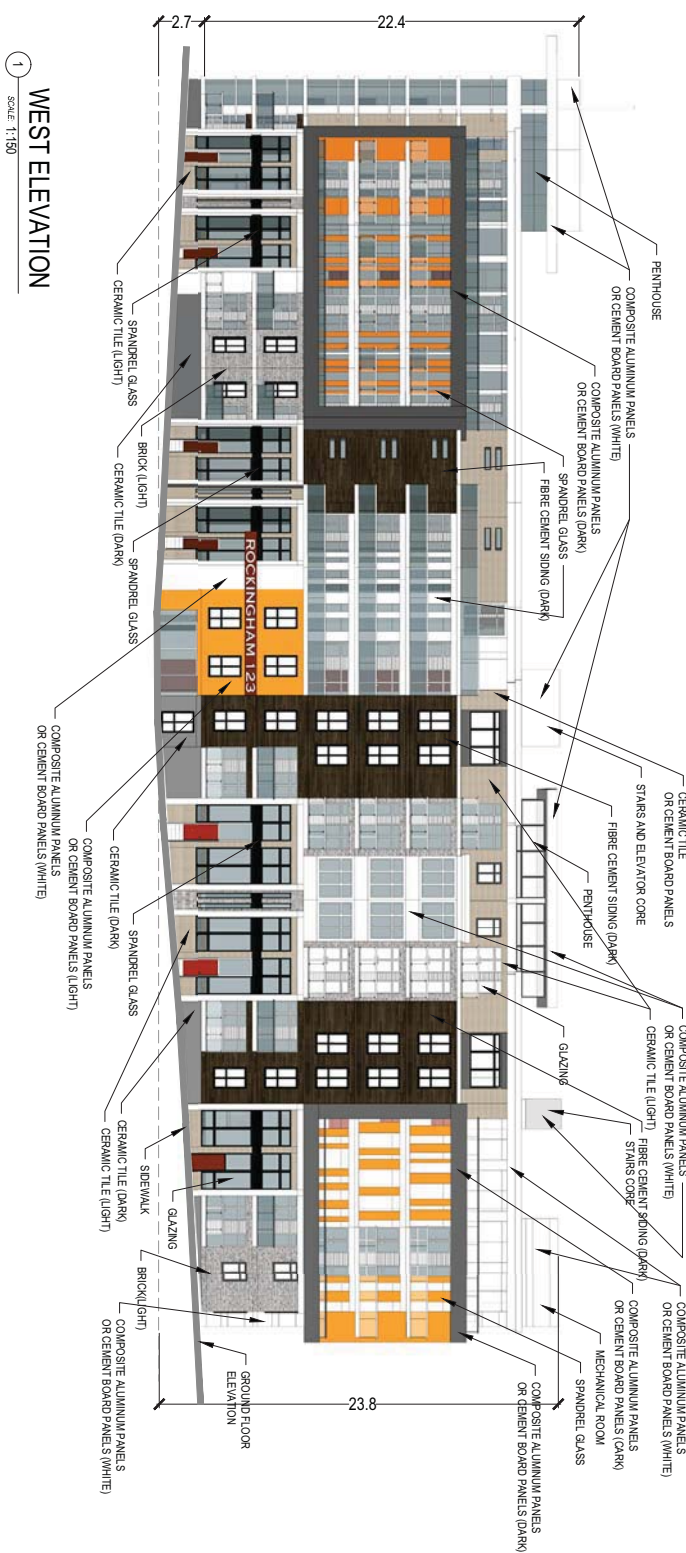 WEST ELEVATION
1
SCALE: 1:150
2.7
22.4
PENTHOUSE
COMPOSITE ALUMINUM PANELS
OR CEMENT BOARD PANELS (WHITE)
COMPOSITE ALUMINUM PANELS
OR CEMENT BOARD PANELS (DARK)
SPANDREL GLASS
FIBRE CEMENT SIDING (DARK)
CERAMIC TILE
OR CEMENT BOARD PANELS
STAIRS AND ELEVATOR CORE
FIBRE CEMENT SIDING (DARK)
PENTHOUSE
COMPOSITE ALUMINUM PANELS
OR CEMENT BOARD PANELS (WHITE)
CERAMIC TILE (LIGHT)
GLAZING
FIBRE CEMENT SIDING (DARK)
STAIRS CORE
COMPOSITE ALUMINUM PANELS
OR CEMENT BOARD PANELS (WHITE)
MECHANICAL ROOM
COMPOSITE ALUMINUM PANELS
OR CEMENT BOARD PANELS (CARK)
SPANDREL GLASS
COMPOSITE ALUMINUM PANELS
OR CEMENT BOARD PANELS (DARK)
ROCKINGHAM 123
SPANDREL GLASS
CERAMIC TILE (LIGHT)
BRICK (LIGHT)
CERAMIC TILE (DARK)
SPANDREL GLASS
COMPOSITE ALUMINUM PANELS
OR CEMENT BOARD PANELS (WHITE)
COMPOSITE ALUMINUM PANELS
OR CEMENT BOARD PANELS (LIGHT)
CERAMIC TILE (DARK)
SPANDREL GLASS
CERAMIC TILE (DARK)
CERAMIC TILE (LIGHT)
SIDEWALK
GLAZING
BRICK(LIGHT)
COMPOSITE ALUMINUM PANELS
OR CEMENT BOARD PANELS (WHITE)
GROUND FLOOR
ELEVATION
23.8